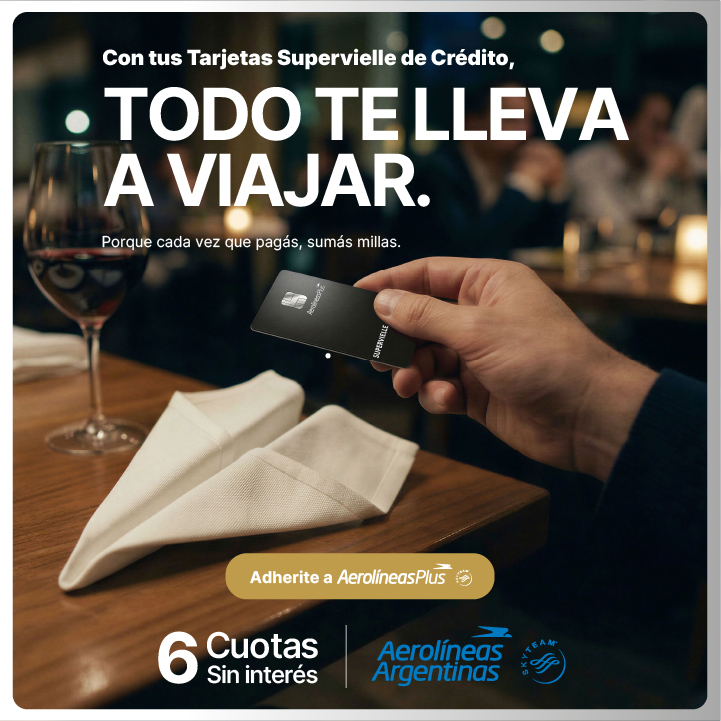 Con tus Tarjetas Supervielle de Crédito,
TODO TE LLEVA
A VIAJAR.
Porque cada vez que pagás, sumás millas.
AerolíneasPlus
SUPERVIELLE
Adherite a AerolíneasPlus
6 Cuotas
Sin interés
Aerolíneas
Argentinas
SKYTEAM